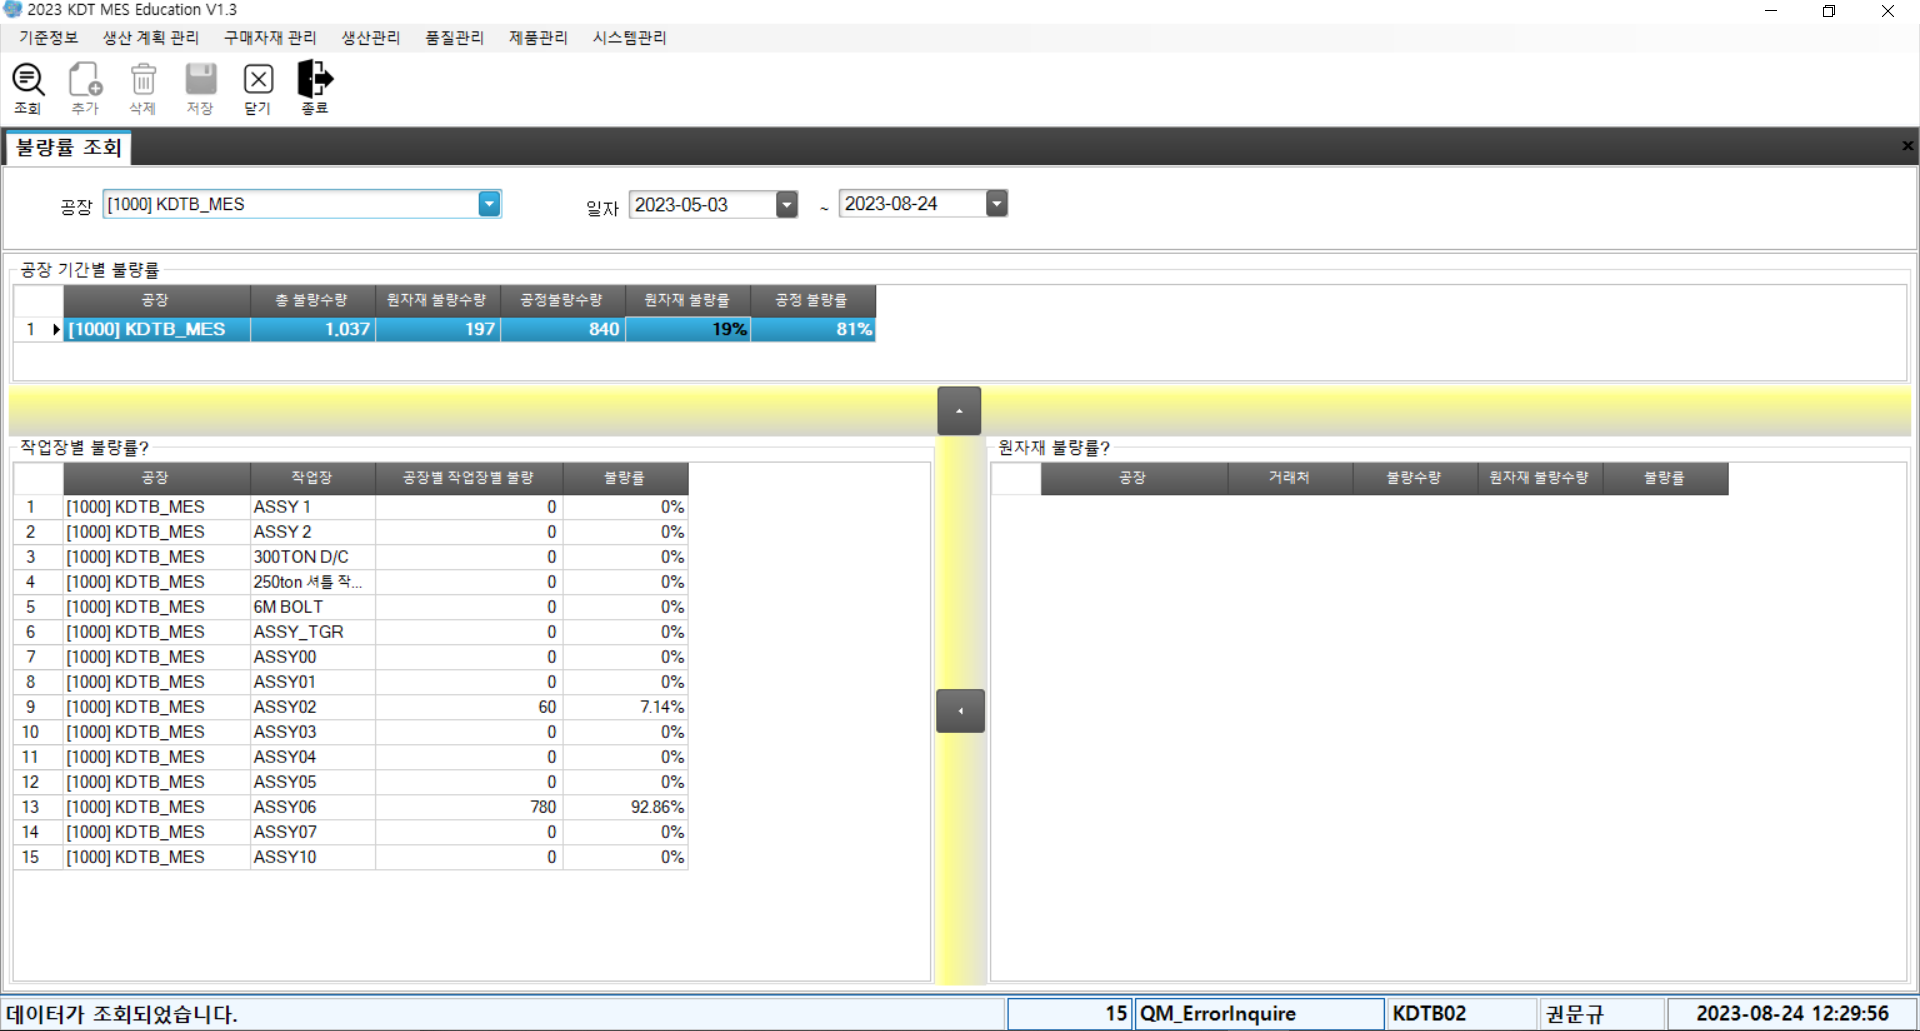 2023 KDT MES Education V1.3
기준정보 생산 계획 관리 구매자재 관리 생산관리 품질관리 제품관리 시스템관리
조회 추가 삭제 저장 닫기 종료
불량률 조회
공장 [1000] KDTB_MES 일자 2023-05-03 ~ 2023-08-24
공장 기간별 불량률
공장 총 불량수량 원자재 불량수량 공정불량수량 원자재 불량률 공정 불량률
1 [1000] KDTB_MES 1,037 197 840 19% 81%
작업장별 불량률?
공장 작업장 공장별 작업장별 불량 불량률
1 [1000] KDTB_MES ASSY 1 0 0%
2 [1000] KDTB_MES ASSY 2 0 0%
3 [1000] KDTB_MES 300TON D/C 0 0%
4 [1000] KDTB_MES 250ton 셔틀 작... 0 0%
5 [1000] KDTB_MES 6M BOLT 0 0%
6 [1000] KDTB_MES ASSY_TGR 0 0%
7 [1000] KDTB_MES ASSY00 0 0%
8 [1000] KDTB_MES ASSY01 0 0%
9 [1000] KDTB_MES ASSY02 60 7.14%
10 [1000] KDTB_MES ASSY03 0 0%
11 [1000] KDTB_MES ASSY04 0 0%
12 [1000] KDTB_MES ASSY05 0 0%
13 [1000] KDTB_MES ASSY06 780 92.86%
14 [1000] KDTB_MES ASSY07 0 0%
15 [1000] KDTB_MES ASSY10 0 0%
원자재 불량률?
공장 거래처 불량수량 원자재 불량수량 불량률
데이터가 조회되었습니다. 15 QM_ErrorInquire KDTB02 권문규 2023-08-24 12:29:56